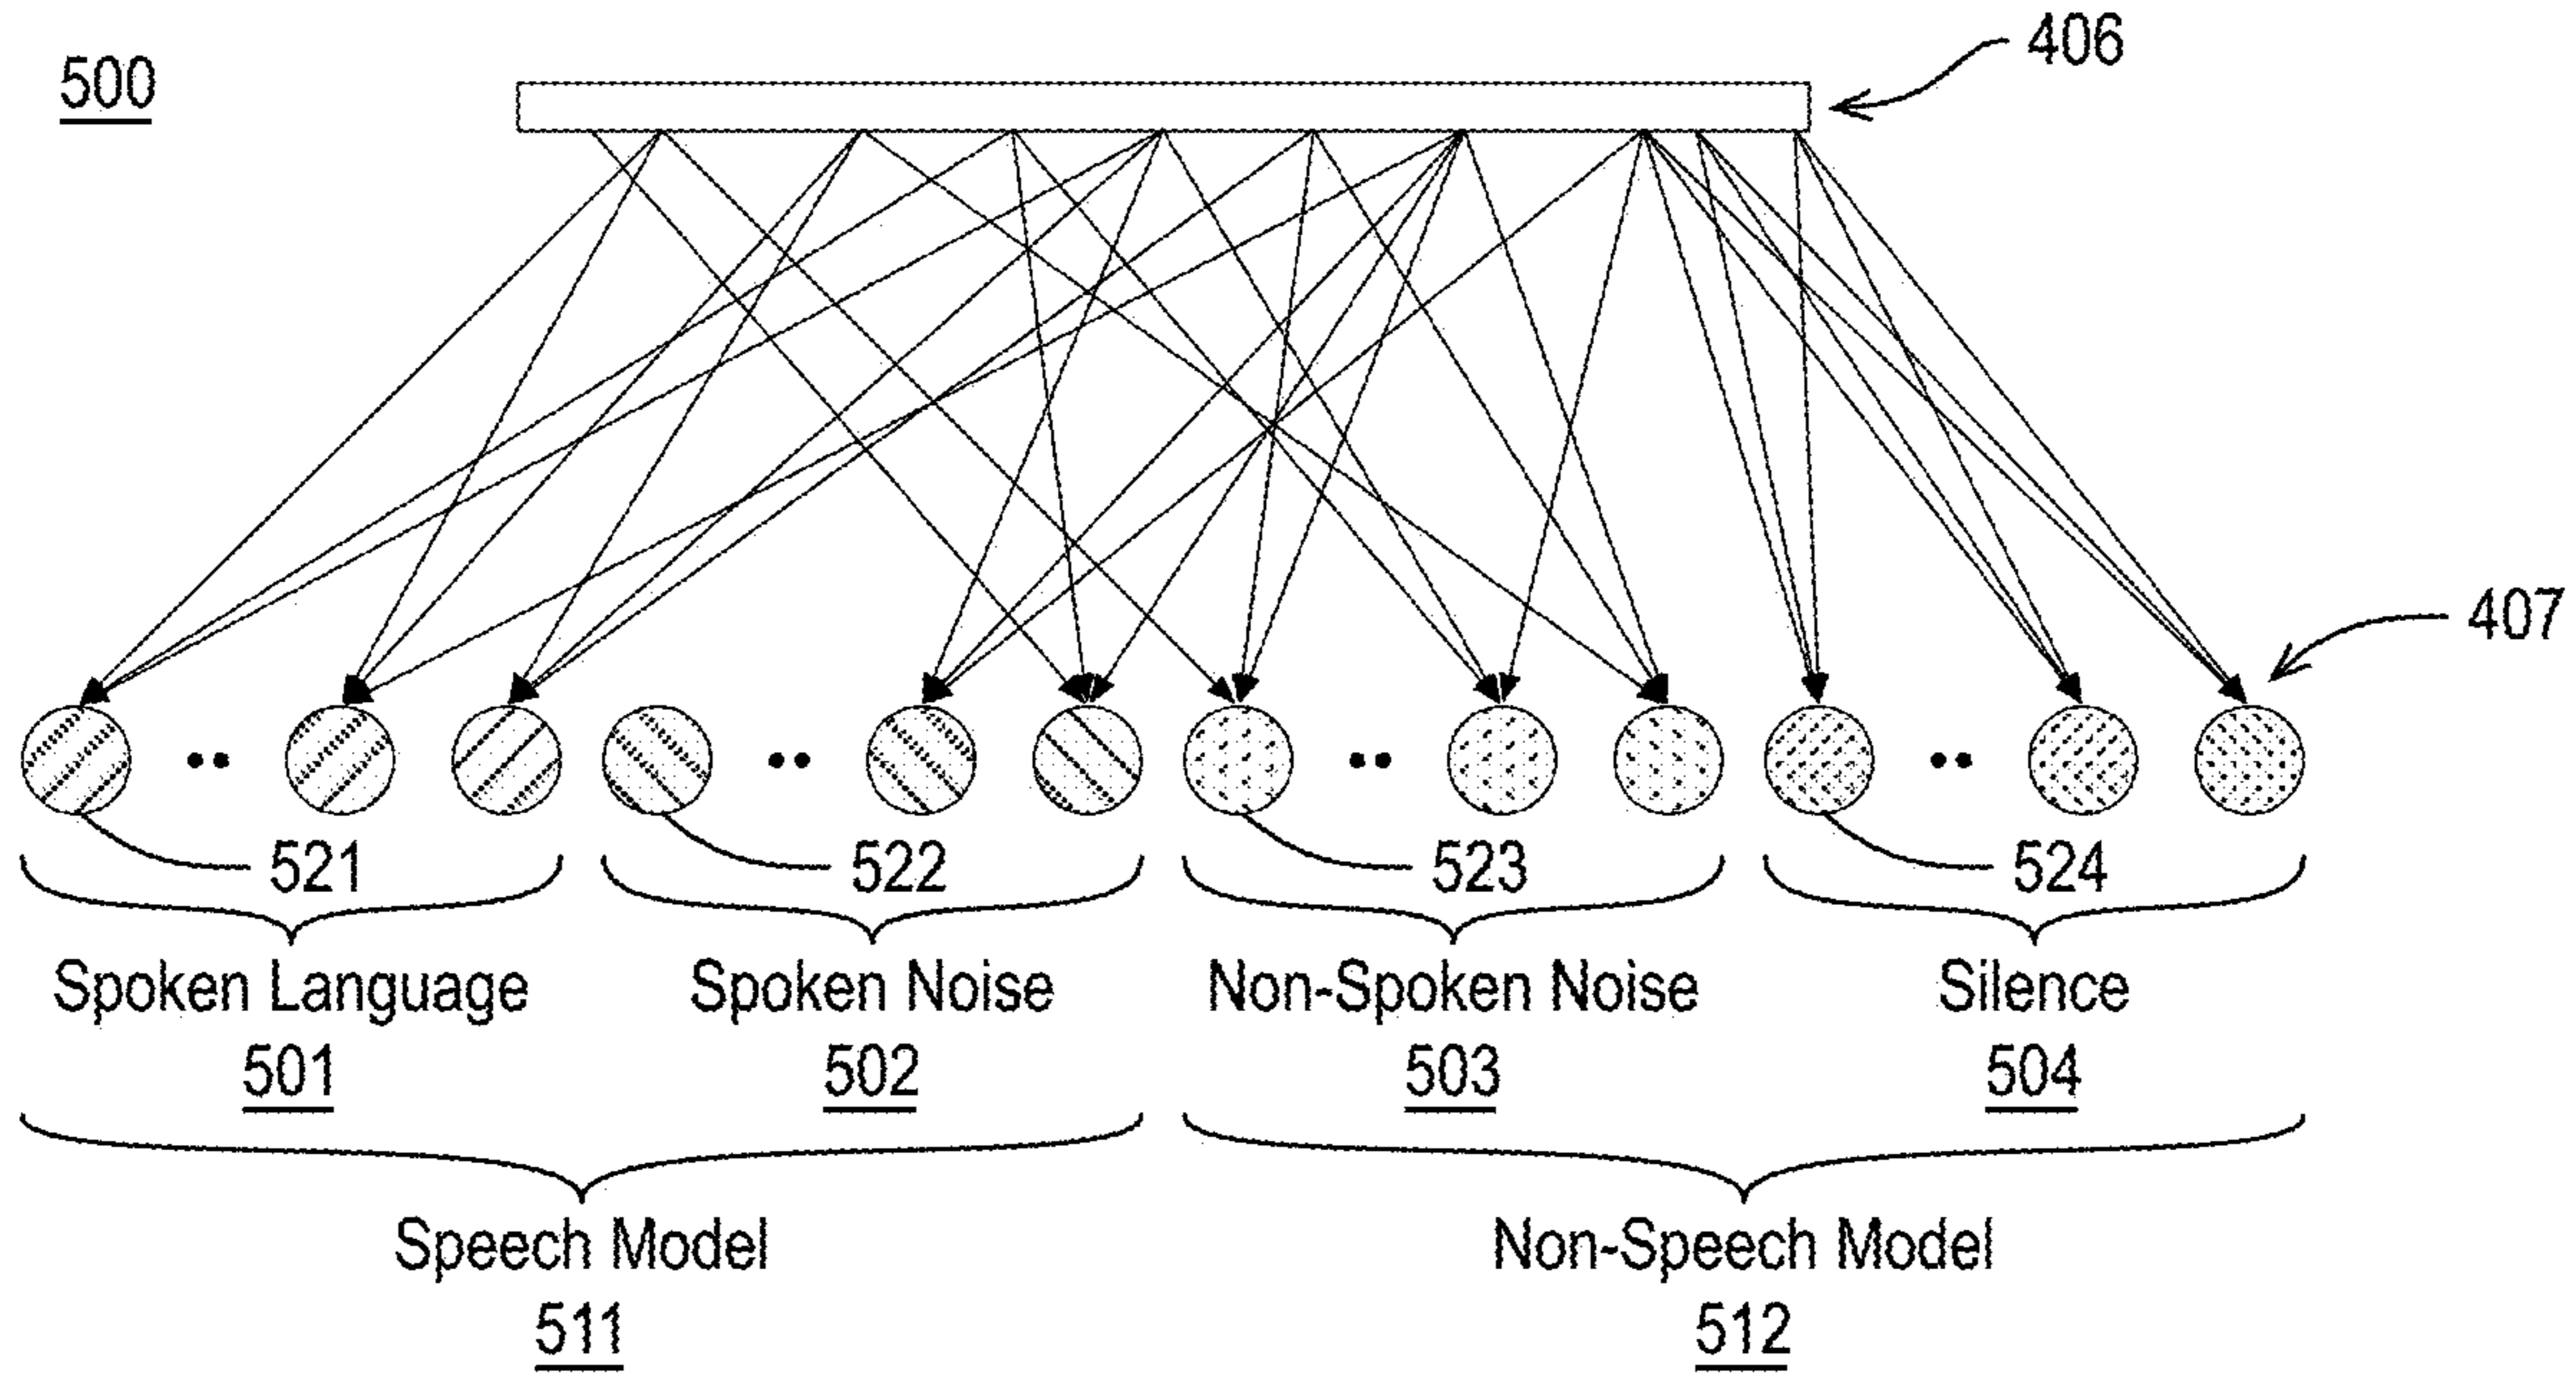 500
406
407
521 522 523 524
Spoken Language Spoken Noise Non-Spoken Noise Silence
501 502 503 504
Speech Model Non-Speech Model
511 512